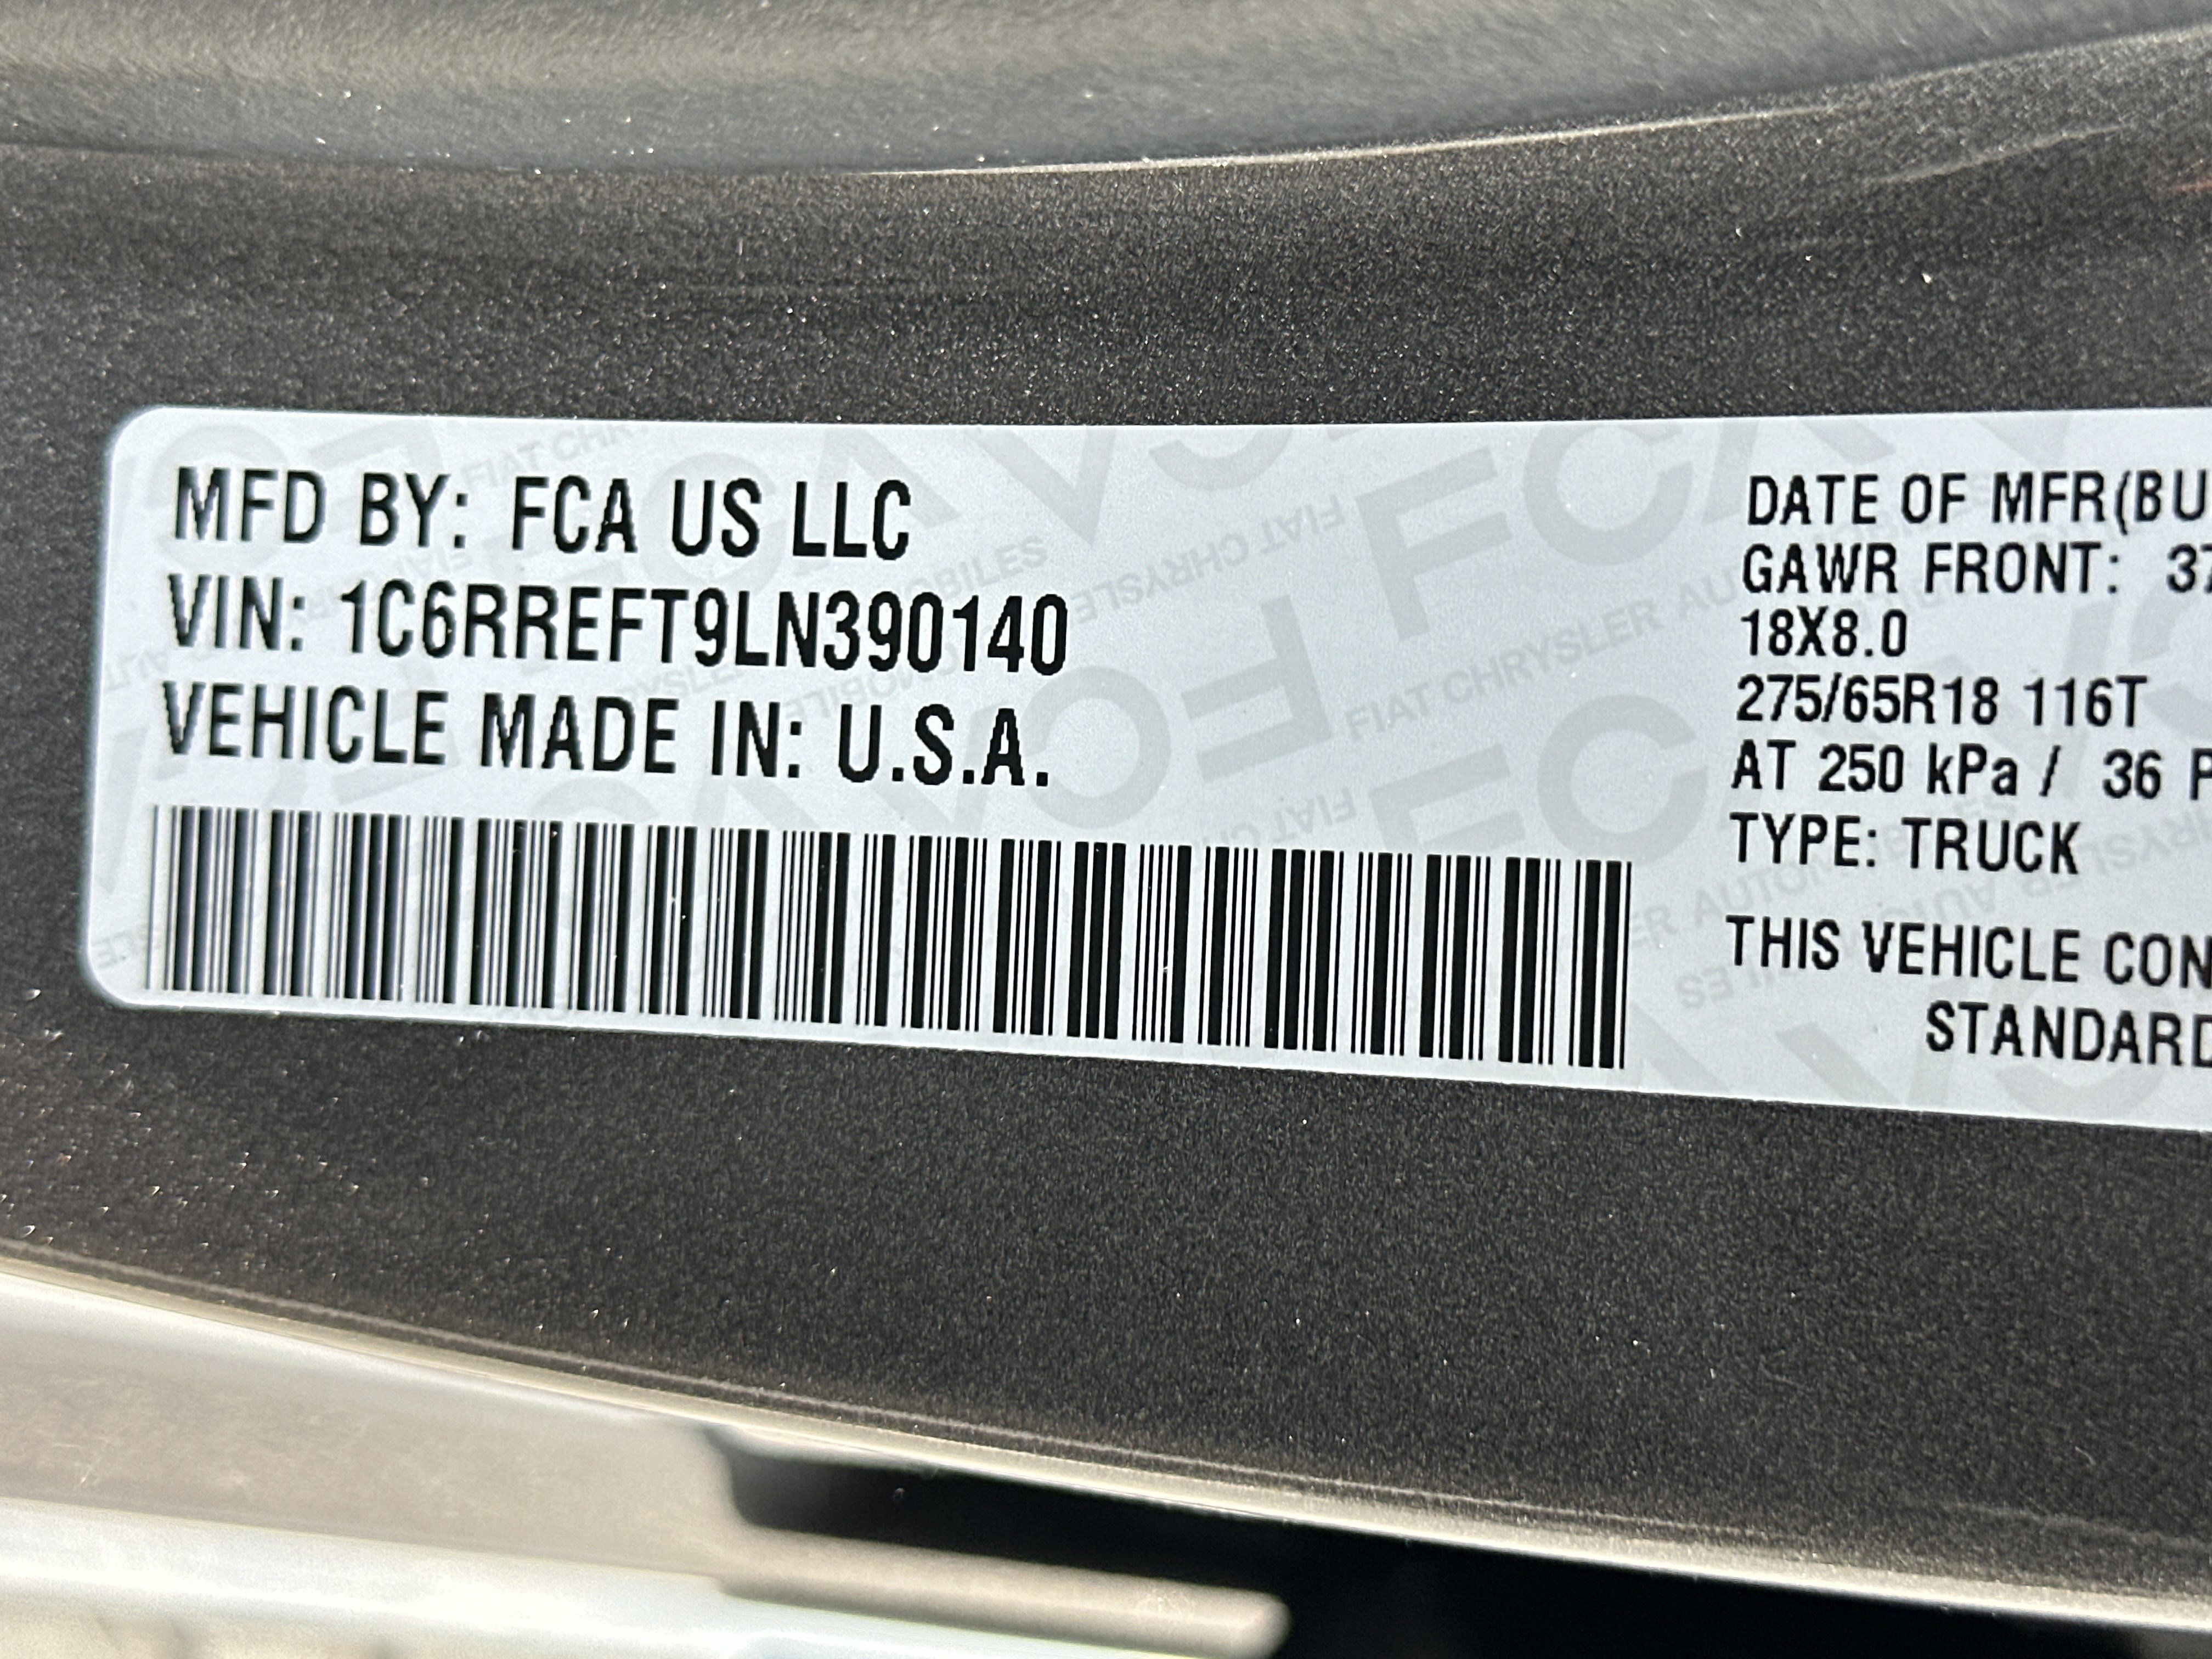 MFD BY: FCA US LLC
VIN: 1C6RREFT9LN390140
VEHICLE MADE IN: U.S.A.
DATE OF MFR(BU
GAWR FRONT: 37
18X8.0
275/65R18 116T
AT 250 kPa / 36 P
TYPE: TRUCK
THIS VEHICLE CON
STANDARD